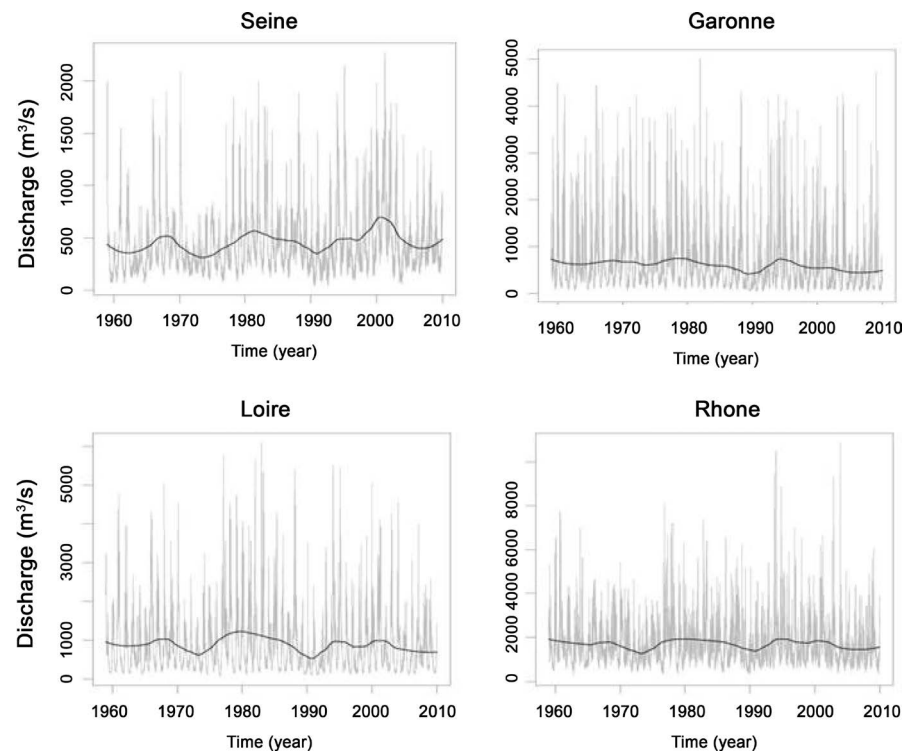 Seine
Garonne
Discharge (m³/s)
0 500 1000 1500 2000
0 1000 2000 3000 4000 5000
1960 1970 1980 1990 2000 2010
1960 1970 1980 1990 2000 2010
Time (year)
Time (year)
Loire
Rhone
Discharge (m³/s)
0 1000 3000 5000
0 2000 4000 6000 8000
1960 1970 1980 1990 2000 2010
1960 1970 1980 1990 2000 2010
Time (year)
Time (year)